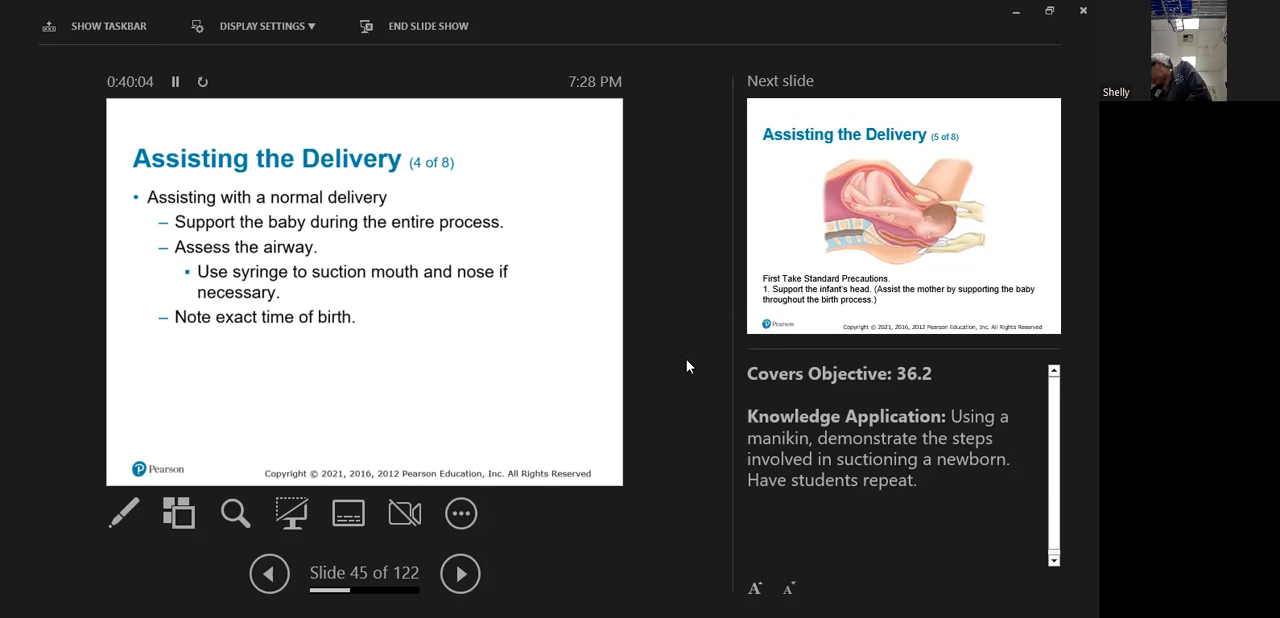 SHOW TASKBAR
DISPLAY SETTINGS ▼
END SLIDE SHOW
0:40:04
7:28 PM
Assisting the Delivery (4 of 8)
• Assisting with a normal delivery
– Support the baby during the entire process.
– Assess the airway.
▪ Use syringe to suction mouth and nose if
necessary.
– Note exact time of birth.
P Pearson
Copyright © 2021, 2016, 2012 Pearson Education, Inc. All Rights Reserved
Slide 45 of 122
Next slide
Assisting the Delivery (5 of 8)
First Take Standard Precautions.
1. Support the infant's head. (Assist the mother by supporting the baby
throughout the birth process.)
P Pearson
Copyright © 2021, 2016, 2012 Pearson Education, Inc. All Rights Reserved
Covers Objective: 36.2
Knowledge Application: Using a
manikin, demonstrate the steps
involved in suctioning a newborn.
Have students repeat.
A A
Shelly